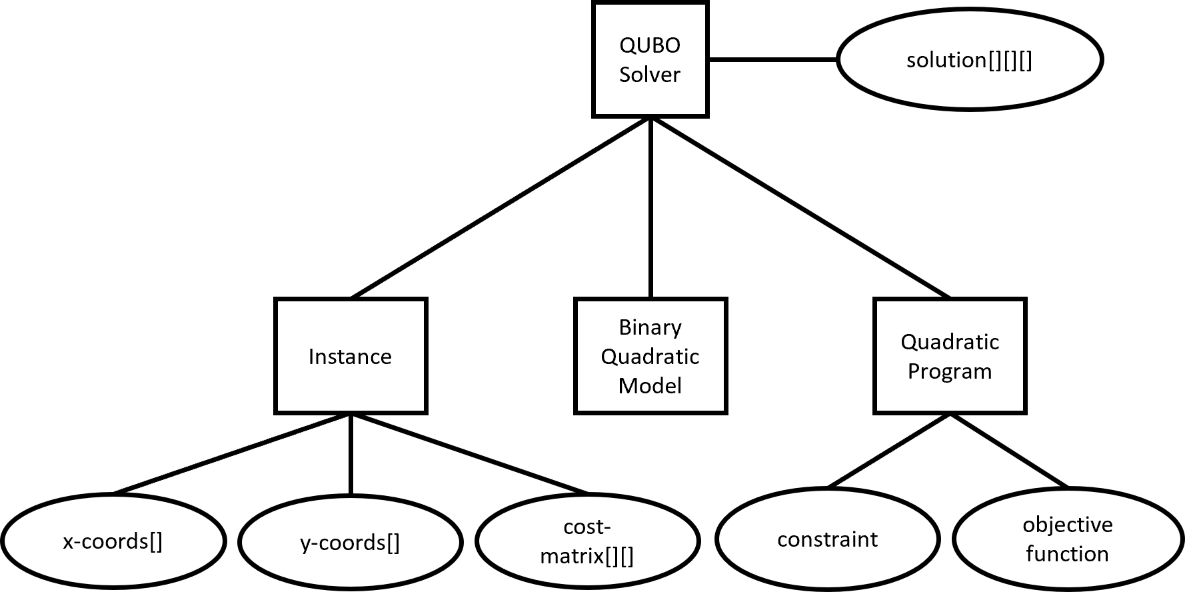 QUBO
Solver
solution[][][]
Instance
Binary
Quadratic
Model
Quadratic
Program
x-coords[]
y-coords[]
cost-
matrix[][]
constraint
objective
function